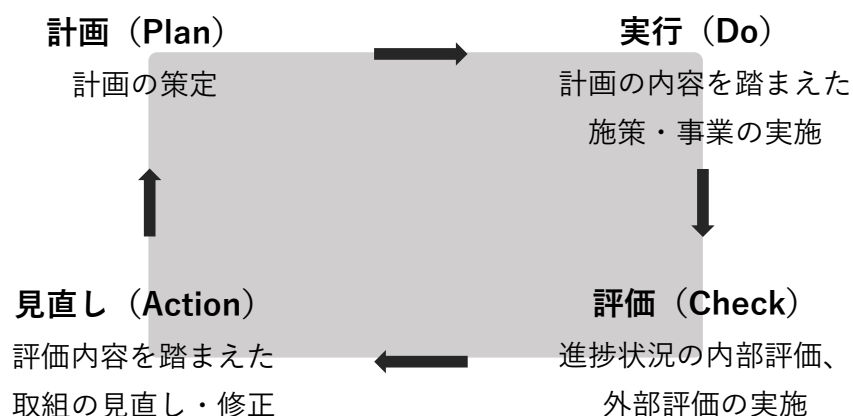 計画（Plan）
計画の策定
実行（Do）
計画の内容を踏まえた
施策・事業の実施
見直し（Action）
評価内容を踏まえた
取組の見直し・修正
評価（Check）
進捗状況の内部評価、
外部評価の実施